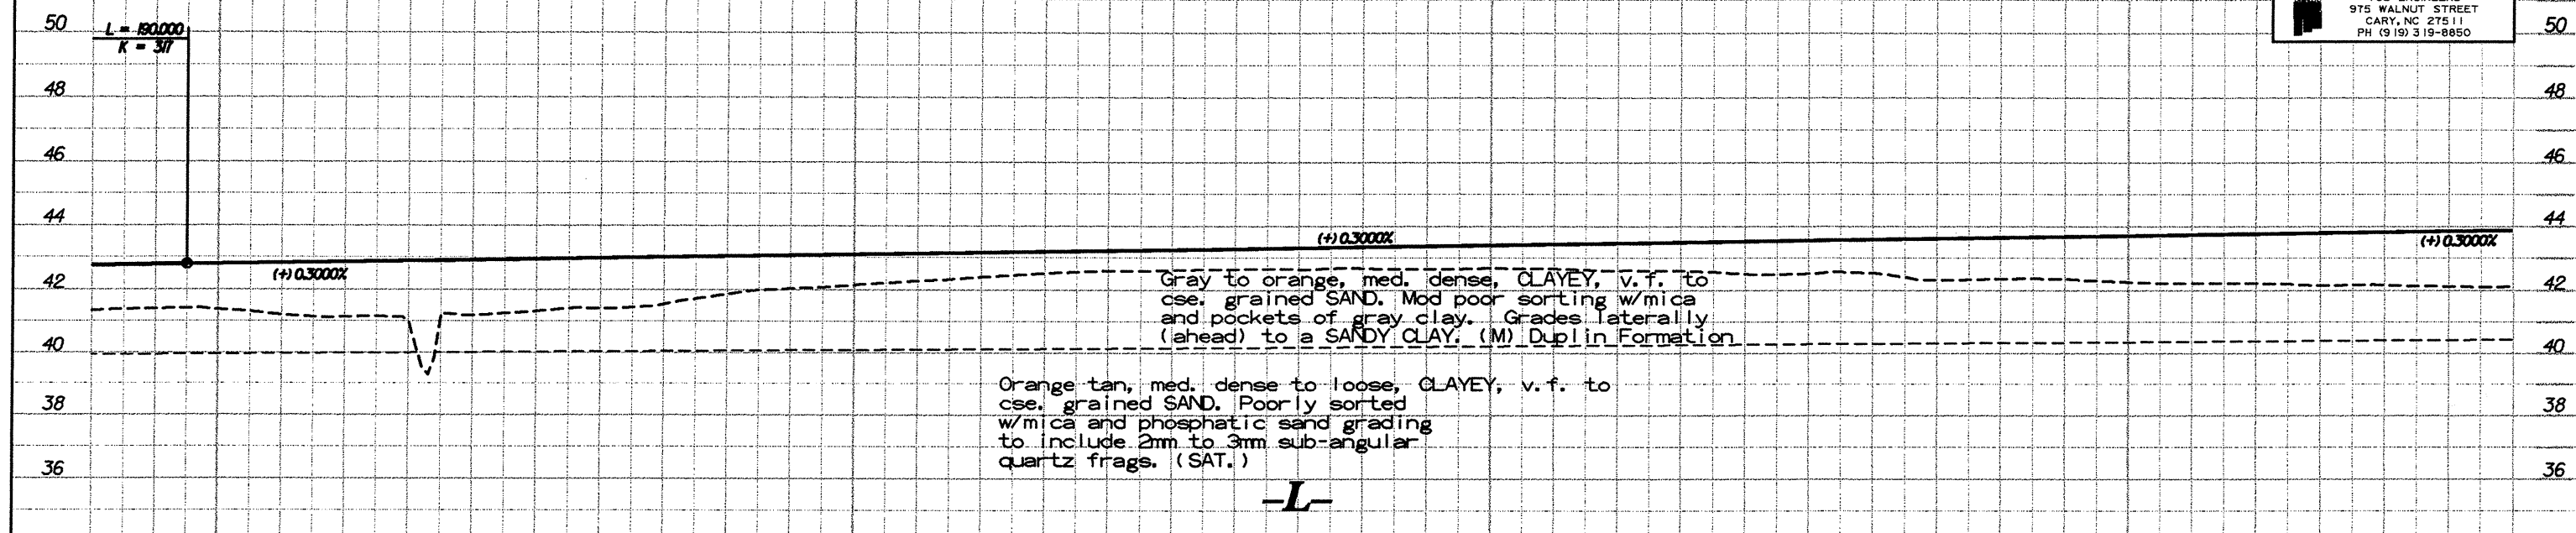 975 WALNUT STREET
CARY, NC 27511
PH (919) 319-8850
50
L = 190.000
K = 317
50
48
48
46
46
44
44
(+) 0.3000%
(+) 0.3000%
(+) 0.3000%
42
42
Gray to orange, med. dense, CLAYEY, v.f. to
cse. grained SAND. Mod poor sorting w/mica
and pockets of gray clay. Grades laterally
(ahead) to a SANDY CLAY. (M) Duplin Formation
40
40
Orange tan, med. dense to loose, CLAYEY, v.f. to
cse. grained SAND. Poorly sorted
w/mica and phosphatic sand grading
to include 2mm to 3mm sub-angular
quartz frags. (SAT.)
38
38
36
36
-L-